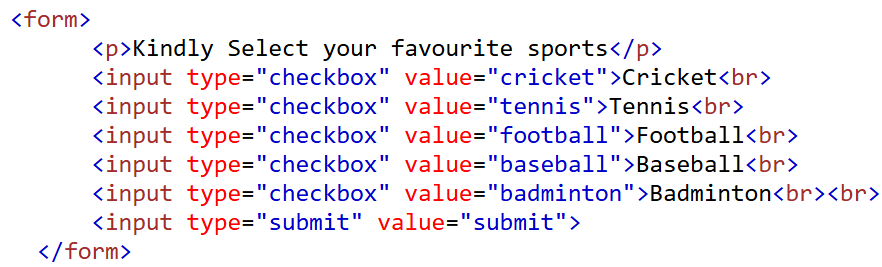 <form>
<p>Kindly Select your favourite sports</p>
<input type="checkbox" value="cricket">Cricket<br>
<input type="checkbox" value="tennis">Tennis<br>
<input type="checkbox" value="football">Football<br>
<input type="checkbox" value="baseball">Baseball<br>
<input type="checkbox" value="badminton">Badminton<br><br>
<input type="submit" value="submit">
</form>